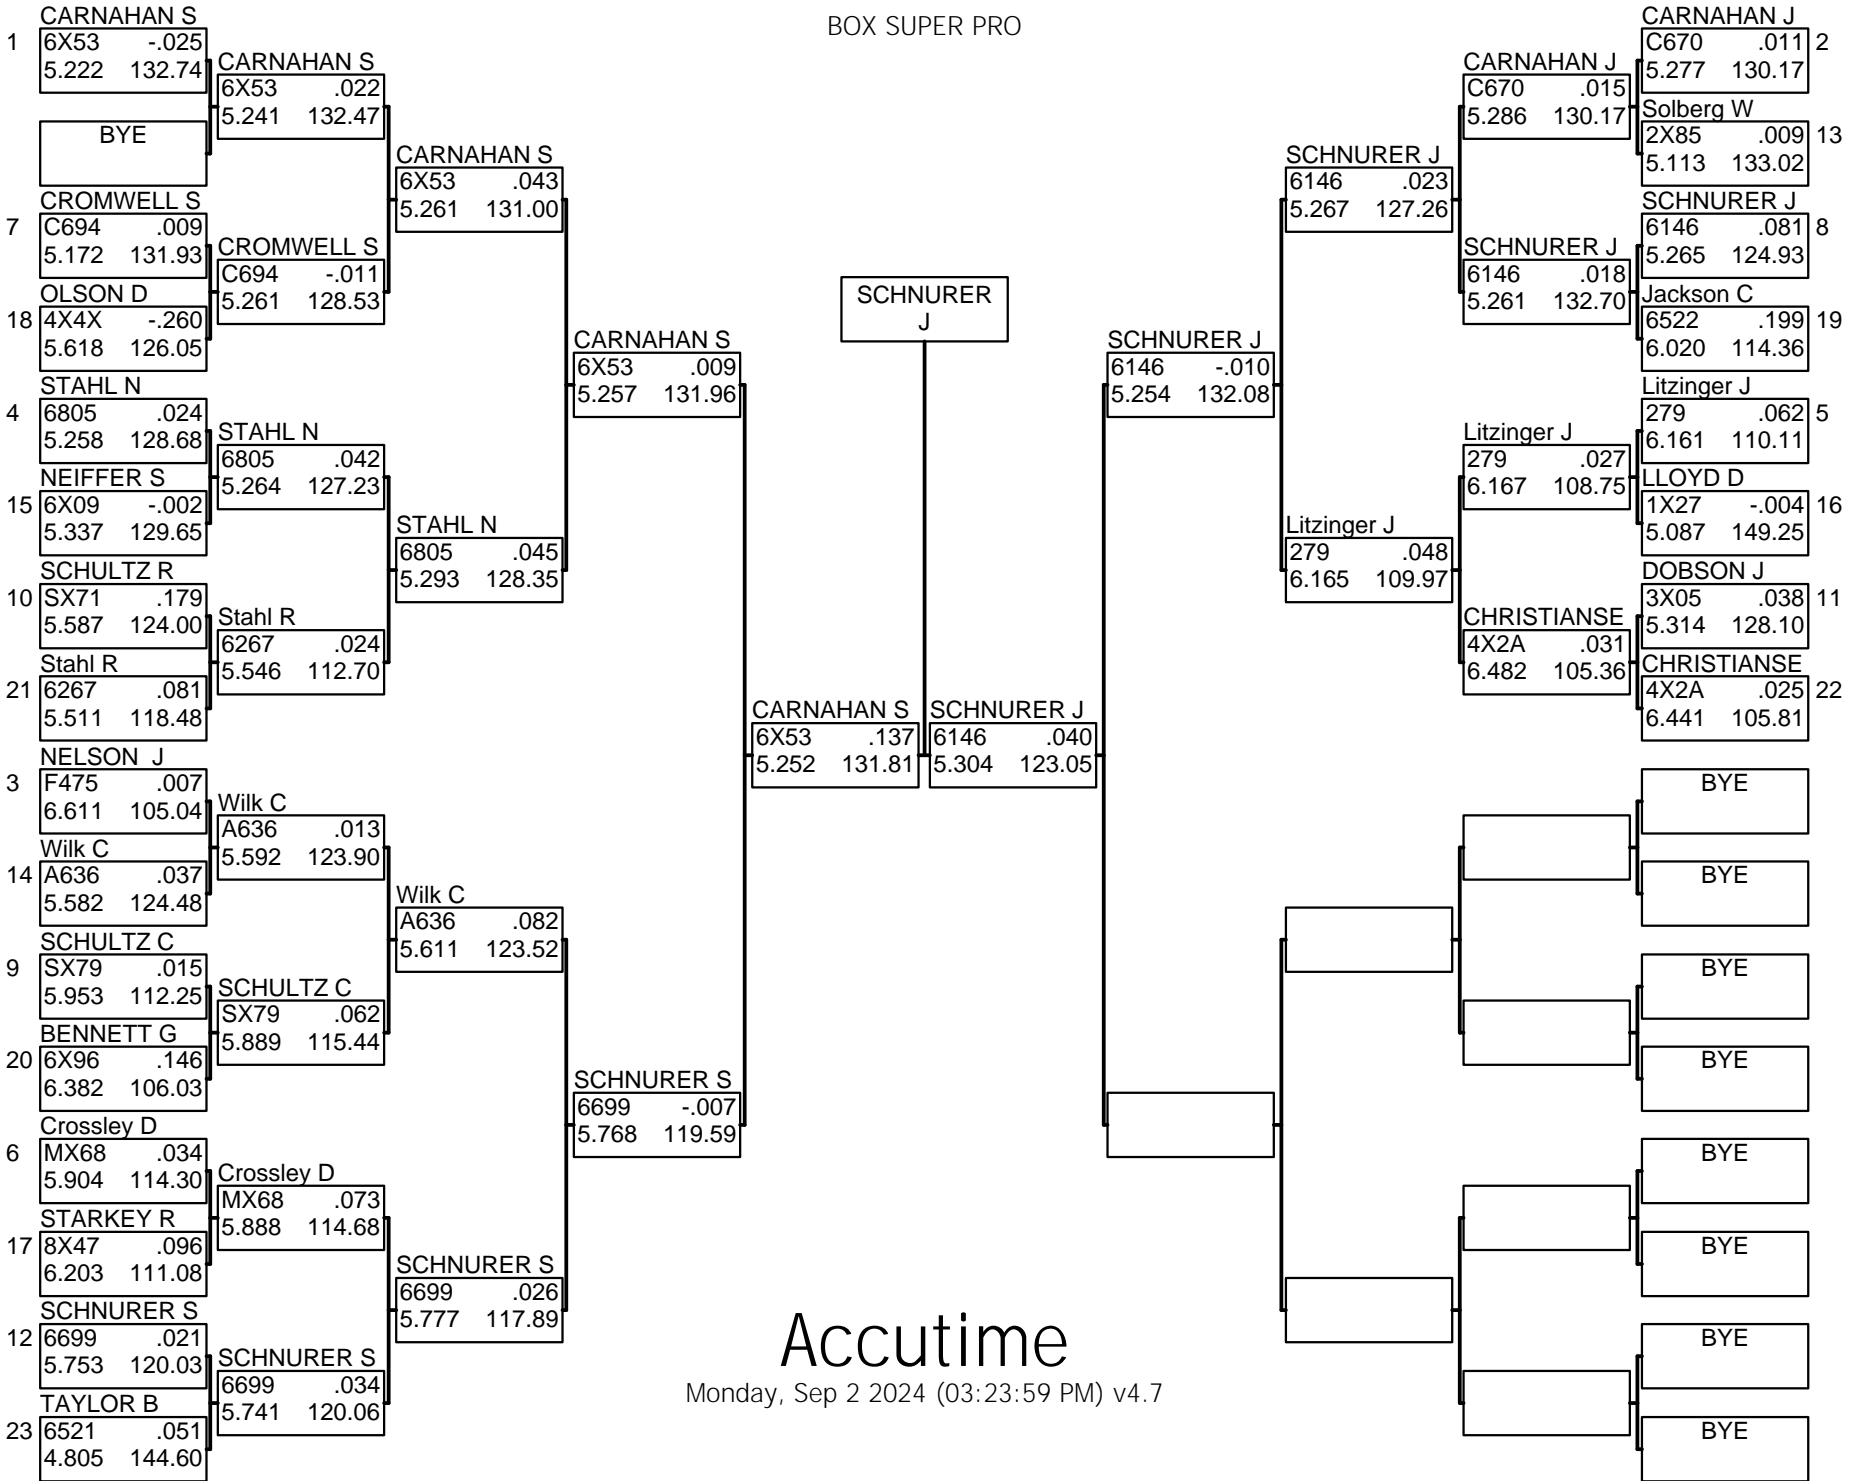 BOX SUPER PRO
CARNAHAN S
1 6X53 -.025
5.222 132.74
BYE
CROMWELL S
7 C694 .009
5.172 131.93
OLSON D
18 4X4X -.260
5.618 126.05
STAHL N
4 6805 .024
5.258 128.68
NEIFFER S
15 6X09 -.002
5.337 129.65
SCHULTZ R
10 SX71 .179
5.587 124.00
Stahl R
21 6267 .081
5.511 118.48
NELSON J
3 F475 .007
6.611 105.04
Wilk C
14 A636 .037
5.582 124.48
SCHULTZ C
9 SX79 .015
5.953 112.25
BENNETT G
20 6X96 .146
6.382 106.03
Crossley D
6 MX68 .034
5.904 114.30
STARKEY R
17 8X47 .096
6.203 111.08
SCHNURER S
12 6699 .021
5.753 120.03
TAYLOR B
23 6521 .051
4.805 144.60
CARNAHAN S
6X53 .022
5.241 132.47
CROMWELL S
C694 -.011
5.261 128.53
STAHL N
6805 .042
5.264 127.23
Stahl R
6267 .024
5.546 112.70
Wilk C
A636 .013
5.592 123.90
SCHULTZ C
SX79 .062
5.889 115.44
Crossley D
MX68 .073
5.888 114.68
SCHNURER S
6699 .034
5.741 120.06
CARNAHAN S
6X53 .043
5.261 131.00
STAHL N
6805 .045
5.293 128.35
Wilk C
A636 .082
5.611 123.52
SCHNURER S
6699 .026
5.777 117.89
CARNAHAN S
6X53 .009
5.257 131.96
SCHNURER S
6699 -.007
5.768 119.59
CARNAHAN S
6X53 .137
5.252 131.81
SCHNURER
J
SCHNURER J
6146 .040
5.304 123.05
SCHNURER J
6146 -.010
5.254 132.08
SCHNURER J
6146 .023
5.267 127.26
Litzinger J
279 .048
6.165 109.97
CARNAHAN J
C670 .015
5.286 130.17
SCHNURER J
6146 .018
5.261 132.70
Litzinger J
279 .027
6.167 108.75
CHRISTIANSE
4X2A .031
6.482 105.36
CARNAHAN J
C670 .011 2
5.277 130.17
Solberg W
2X85 .009 13
5.113 133.02
SCHNURER J
6146 .081 8
5.265 124.93
Jackson C
6522 .199 19
6.020 114.36
Litzinger J
279 .062 5
6.161 110.11
LLOYD D
1X27 -.004 16
5.087 149.25
DOBSON J
3X05 .038 11
5.314 128.10
CHRISTIANSE
4X2A .025 22
6.441 105.81
BYE
BYE
BYE
BYE
BYE
BYE
BYE
BYE
Accutime
Monday, Sep 2 2024 (03:23:59 PM) v4.7